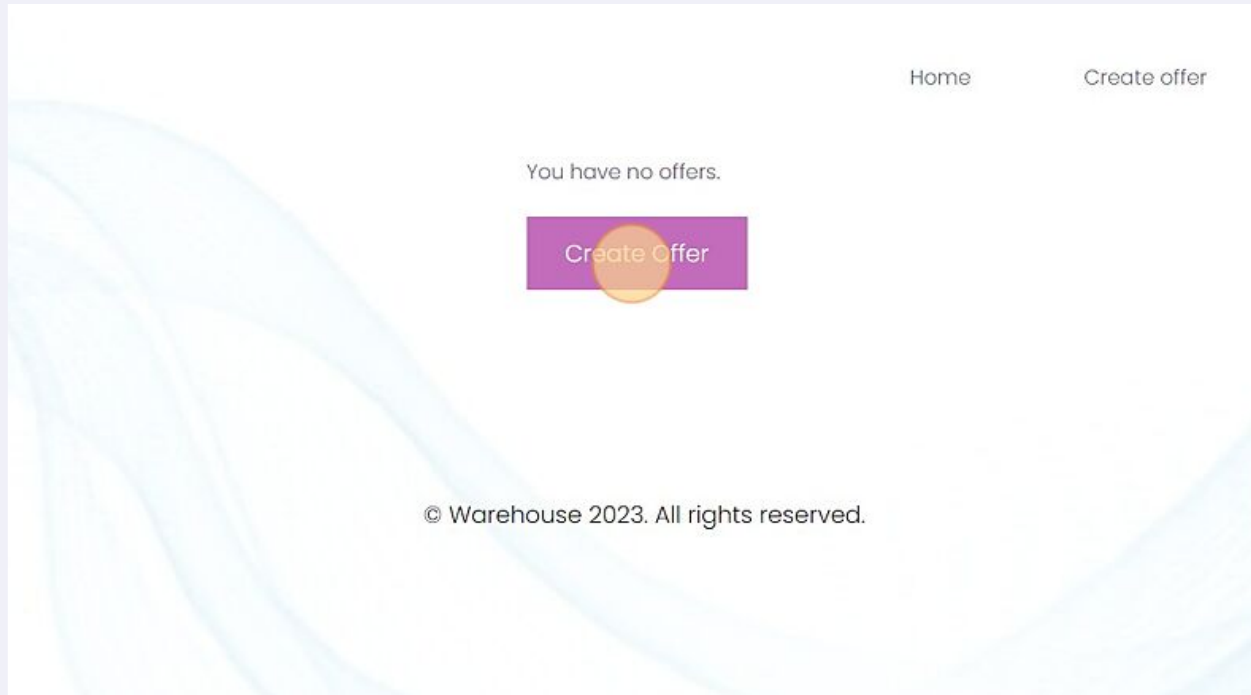 Home Create offer
You have no offers.
Create Offer
© Warehouse 2023. All rights reserved.